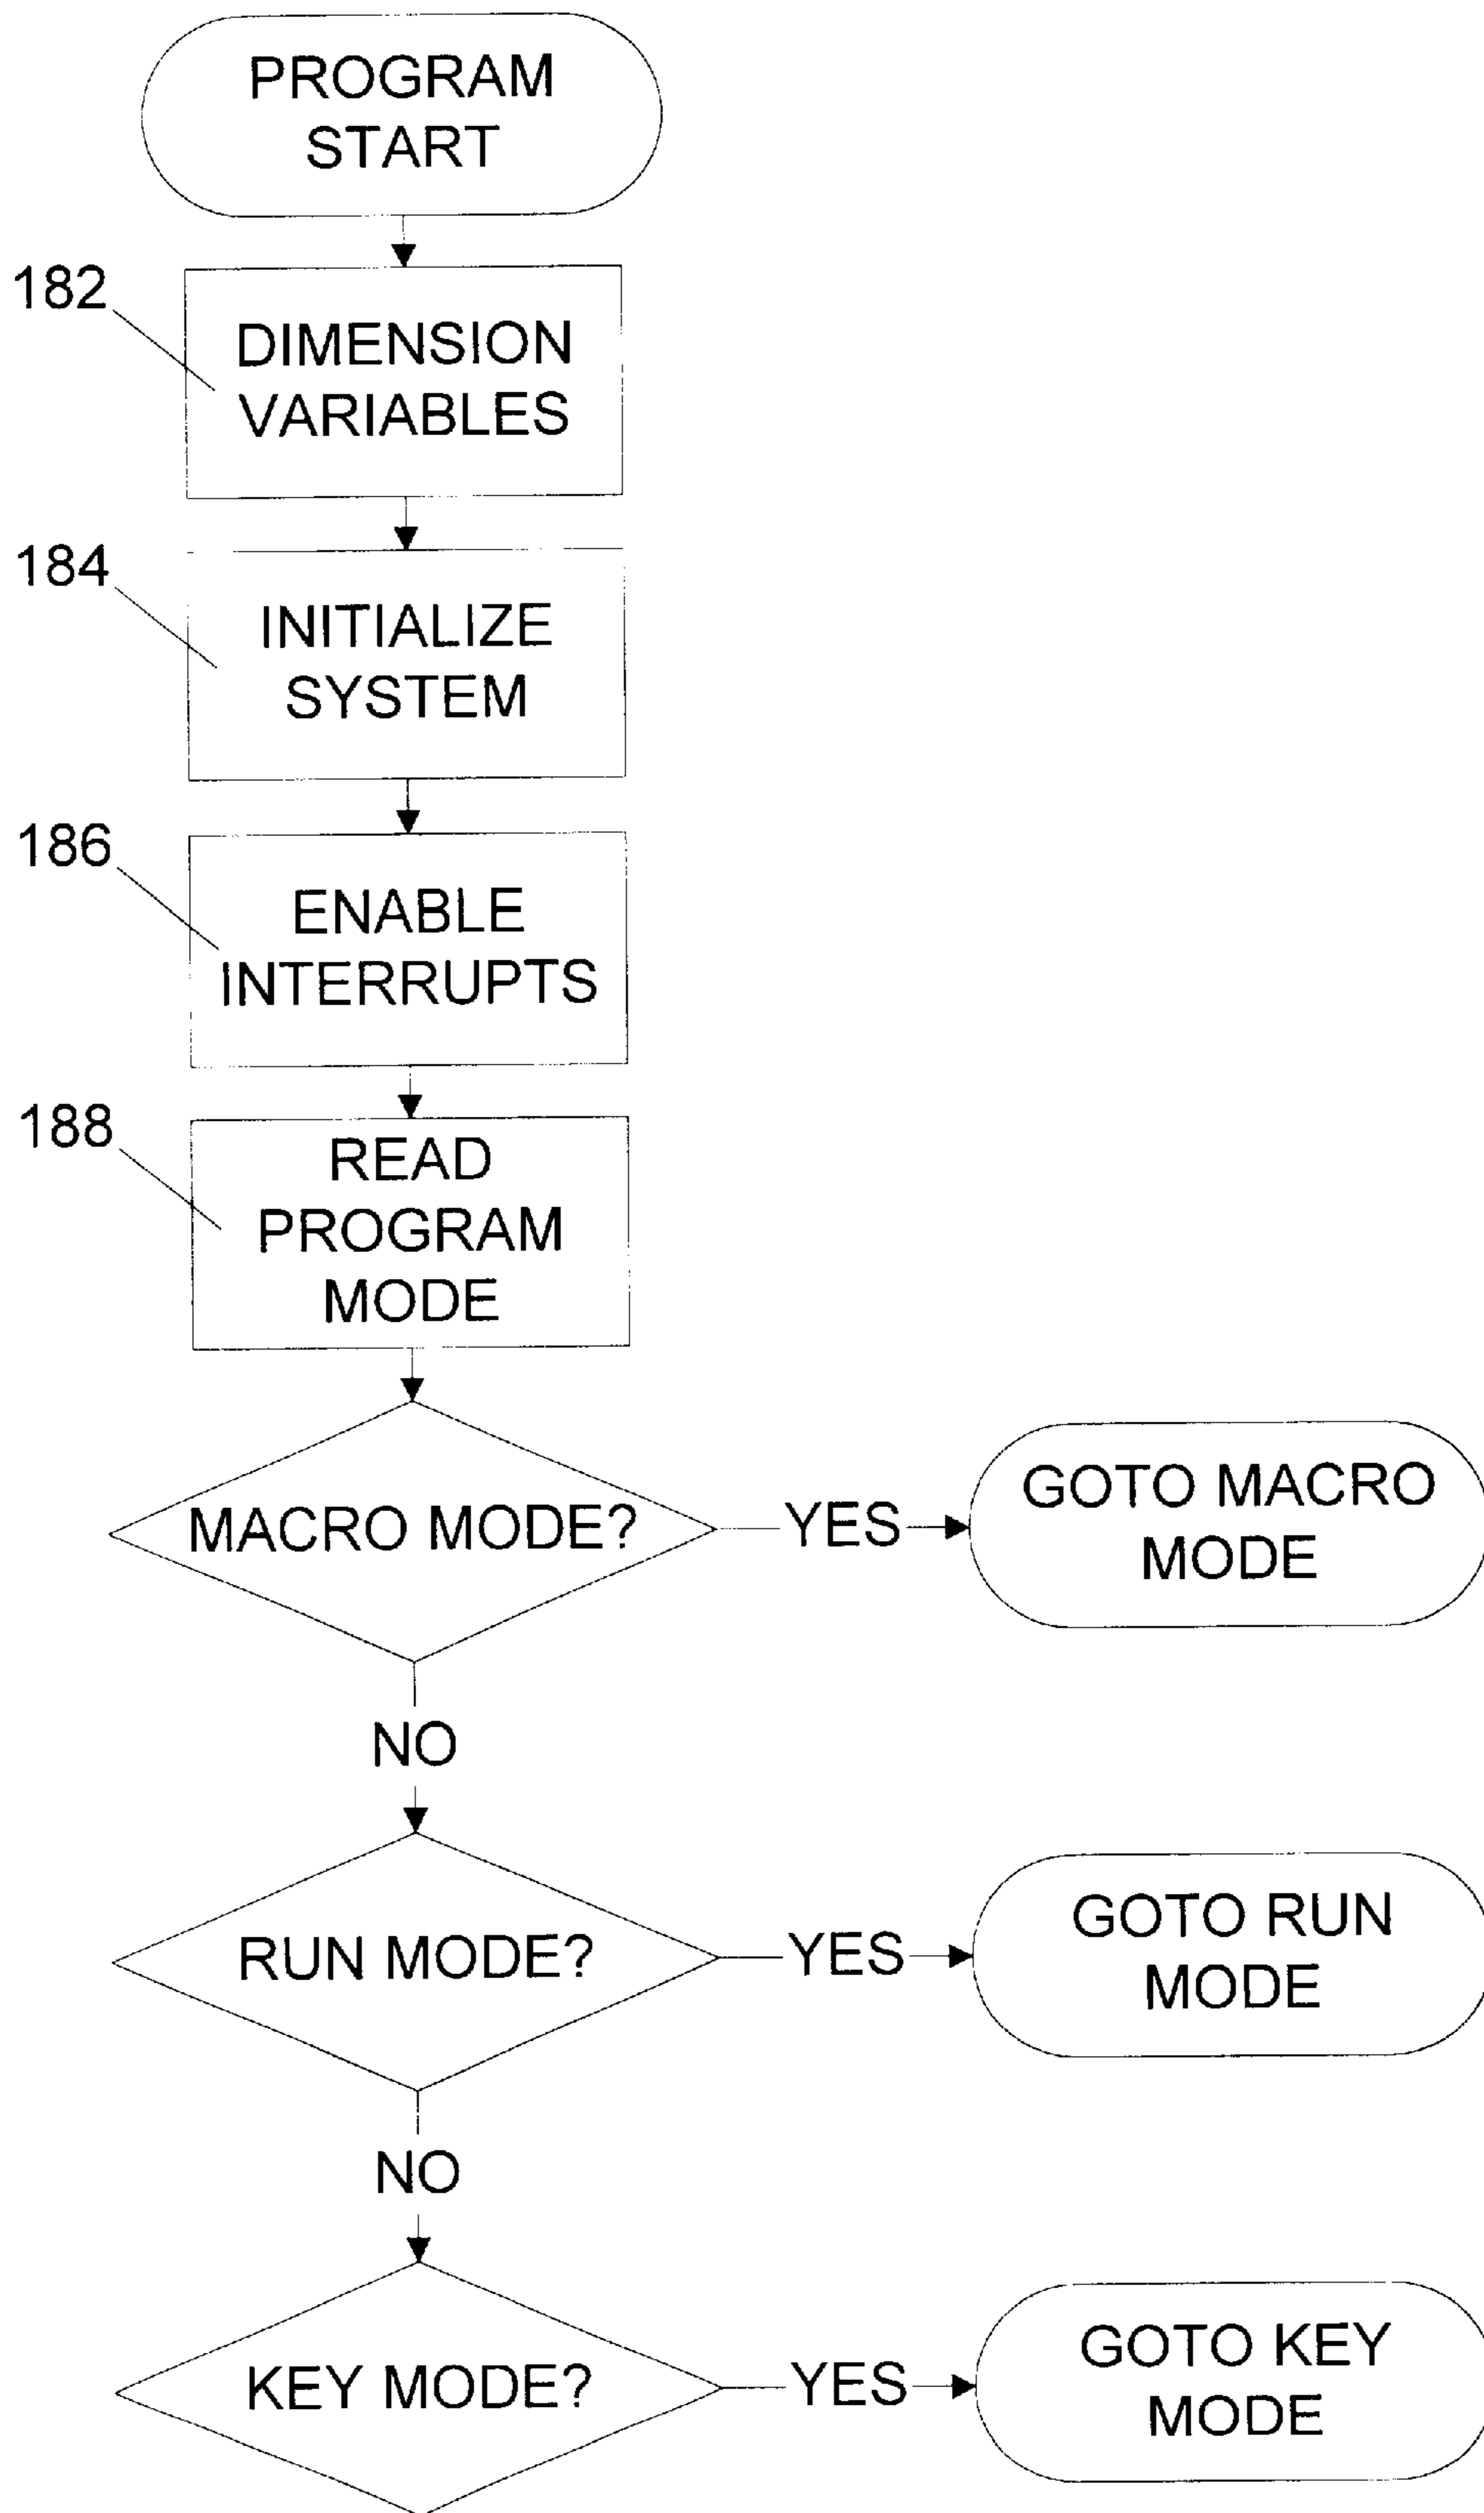 PROGRAM
START
182
DIMENSION
VARIABLES
184
INITIALIZE
SYSTEM
186
ENABLE
INTERRUPTS
188
READ
PROGRAM
MODE
MACRO MODE?
YES
GOTO MACRO
MODE
NO
RUN MODE?
YES
GOTO RUN
MODE
NO
KEY MODE?
YES
GOTO KEY
MODE